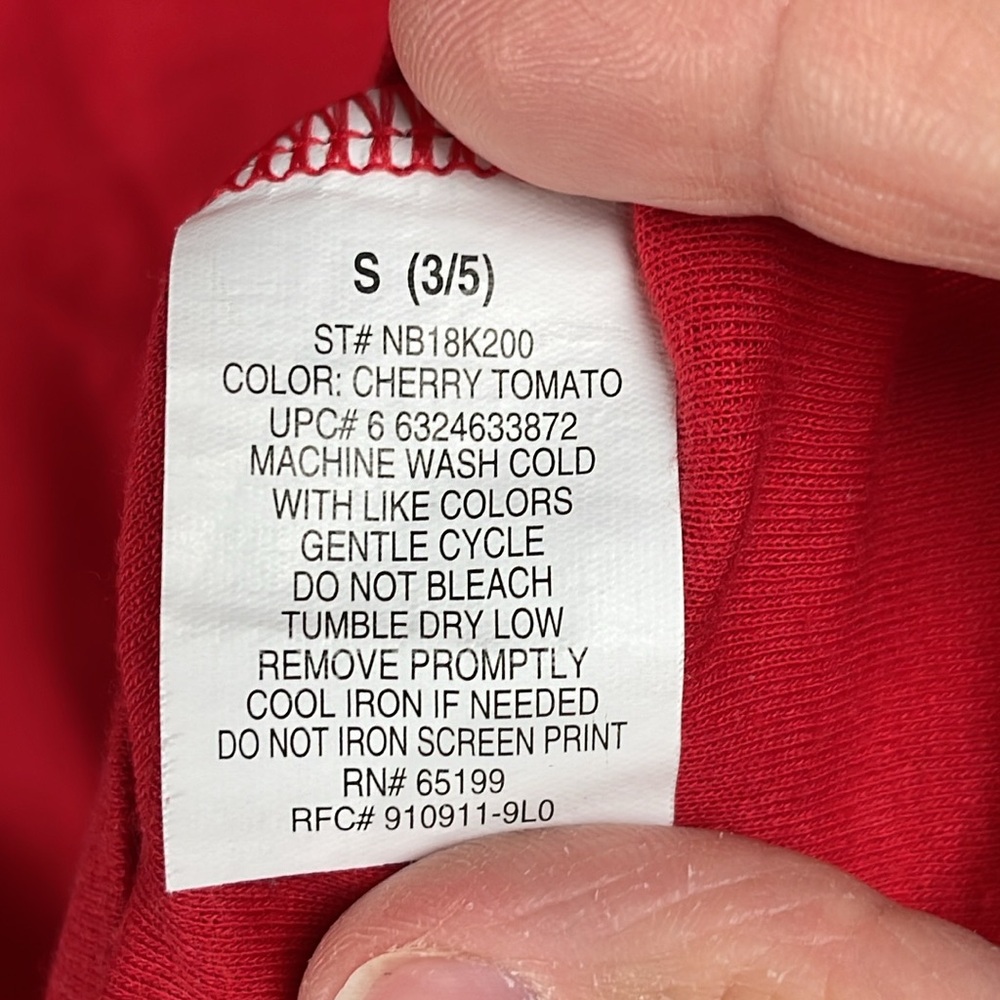 S (3/5)
ST# NB18K200
COLOR: CHERRY TOMATO
UPC# 6 6324633872
MACHINE WASH COLD
WITH LIKE COLORS
GENTLE CYCLE
DO NOT BLEACH
TUMBLE DRY LOW
REMOVE PROMPTLY
COOL IRON IF NEEDED
DO NOT IRON SCREEN PRINT
RN# 65199
RFC# 910911-9L0